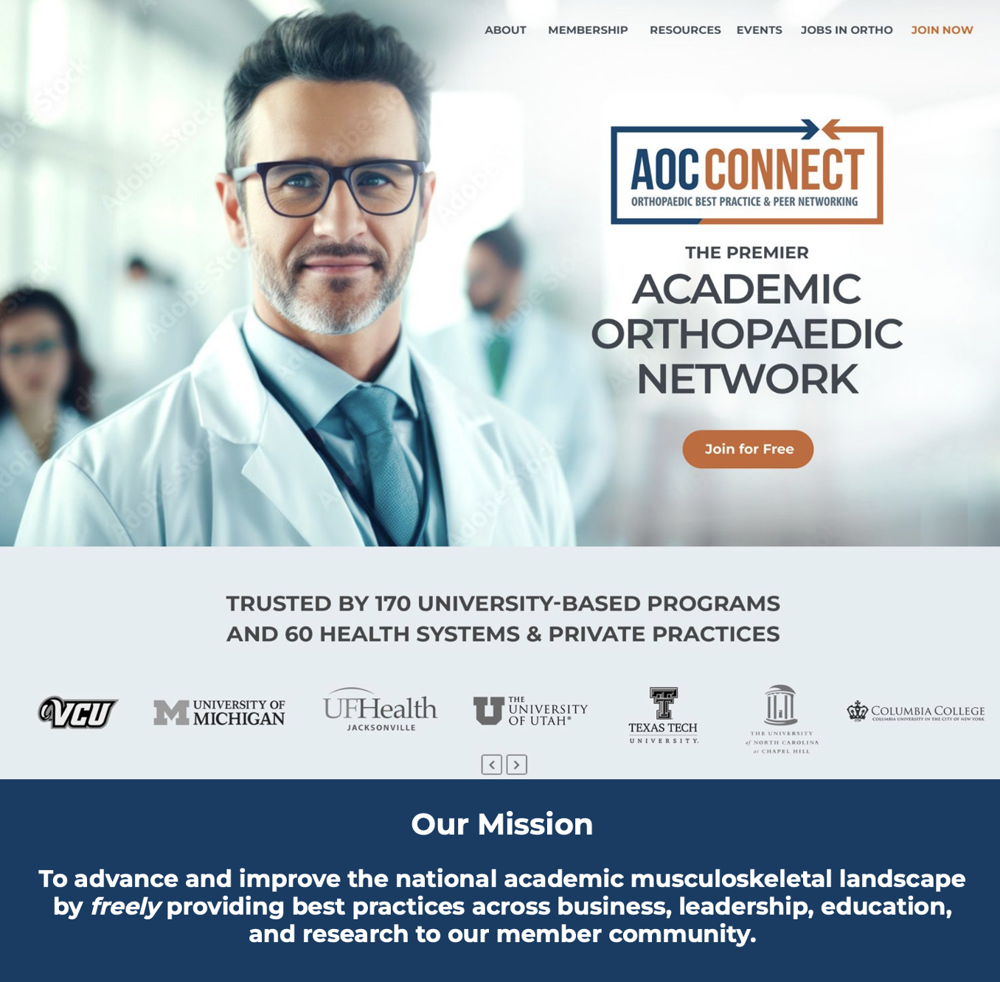 ABOUT MEMBERSHIP RESOURCES EVENTS JOBS IN ORTHO JOIN NOW
AOC CONNECT
ORTHOPAEDIC BEST PRACTICE & PEER NETWORKING
THE PREMIER
ACADEMIC
ORTHOPAEDIC
NETWORK
Join for Free
Adobe Stock
TRUSTED BY 170 UNIVERSITY-BASED PROGRAMS
AND 60 HEALTH SYSTEMS & PRIVATE PRACTICES
VCU
M UNIVERSITY OF
MICHIGAN
UFHealth
JACKSONVILLE
U THE
UNIVERSITY
OF UTAH®
T
TEXAS TECH
UNIVERSITY.
THE UNIVERSITY
of NORTH CAROLINA
at CHAPEL HILL
COLUMBIA COLLEGE
COLUMBIA UNIVERSITY IN THE CITY OF NEW YORK
Our Mission
To advance and improve the national academic musculoskeletal landscape
by freely providing best practices across business, leadership, education,
and research to our member community.